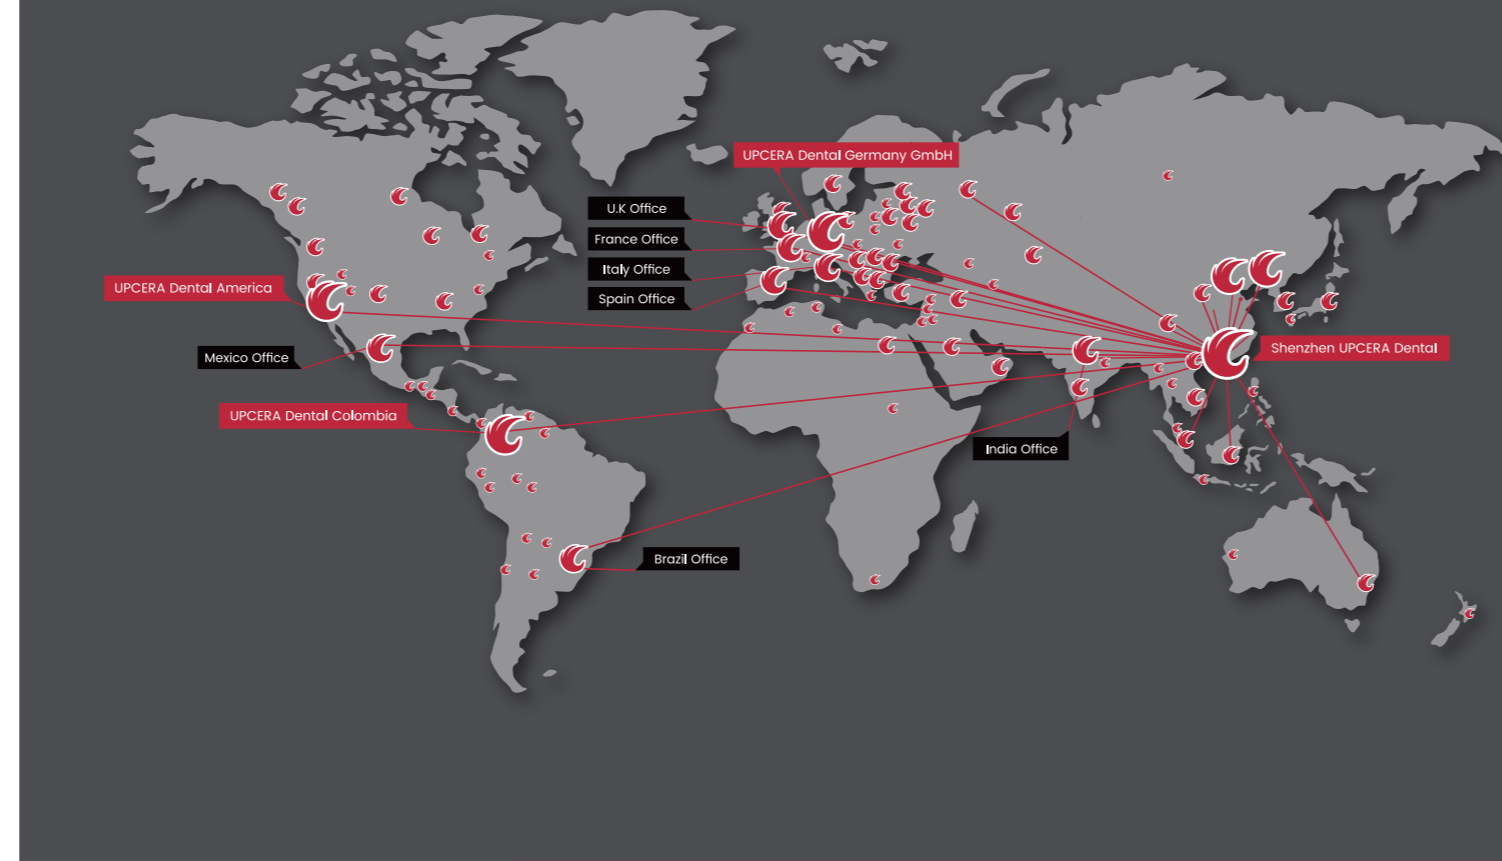 UPCERA Dental Germany GmbH
U.K Office
France Office
Italy Office
Spain Office
UPCERA Dental America
Mexico Office
Shenzhen UPCERA Dental
UPCERA Dental Colombia
India Office
Brazil Office